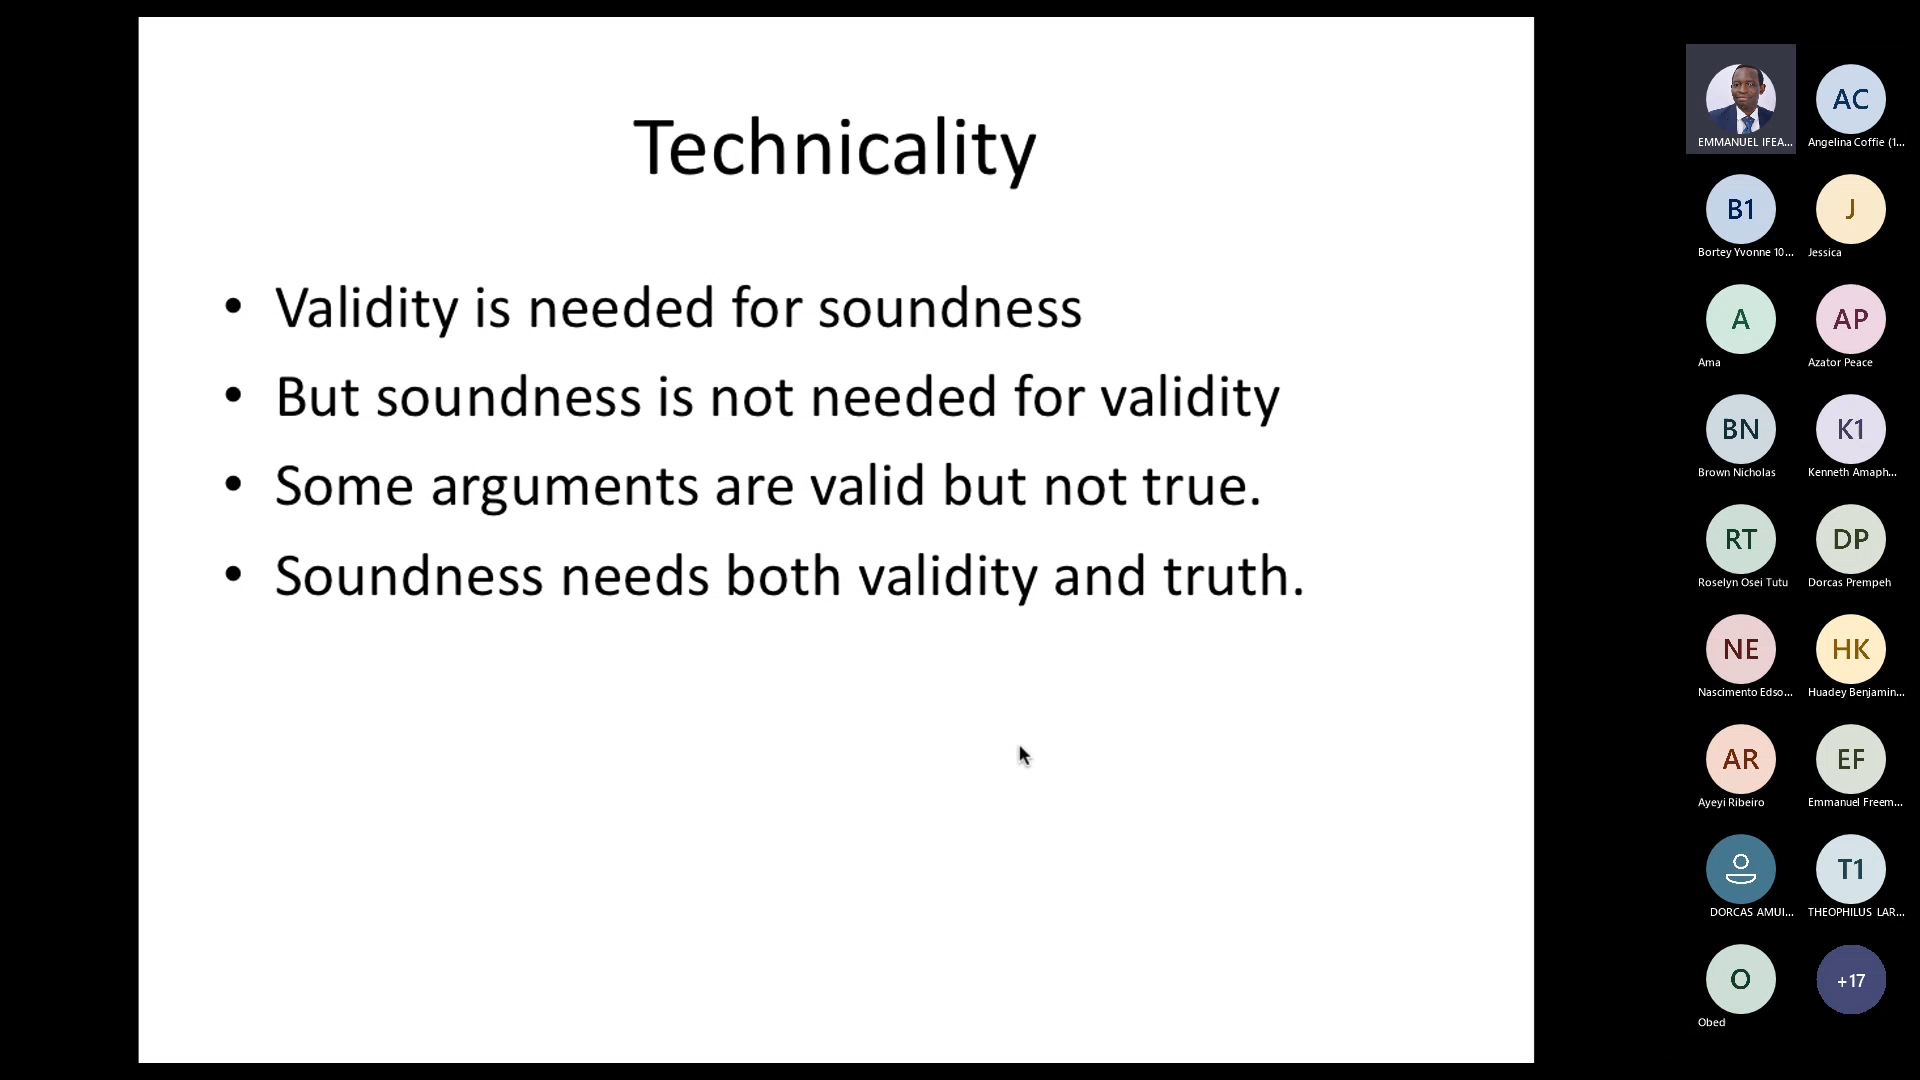 Technicality
• Validity is needed for soundness
• But soundness is not needed for validity
• Some arguments are valid but not true.
• Soundness needs both validity and truth.
EMMANUEL IFEA...
AC
Angelina Coffie (1...
B1
Bortey Yvonne 10...
J
Jessica
A
Ama
AP
Azator Peace
BN
Brown Nicholas
K1
Kenneth Amaph...
RT
Roselyn Osei Tutu
DP
Dorcas Prempeh
NE
Nascimento Edso...
HK
Huadey Benjamin...
AR
Ayeyi Ribeiro
EF
Emmanuel Freem...
DORCAS AMUI...
T1
THEOPHILUS LAR...
O
Obed
+17